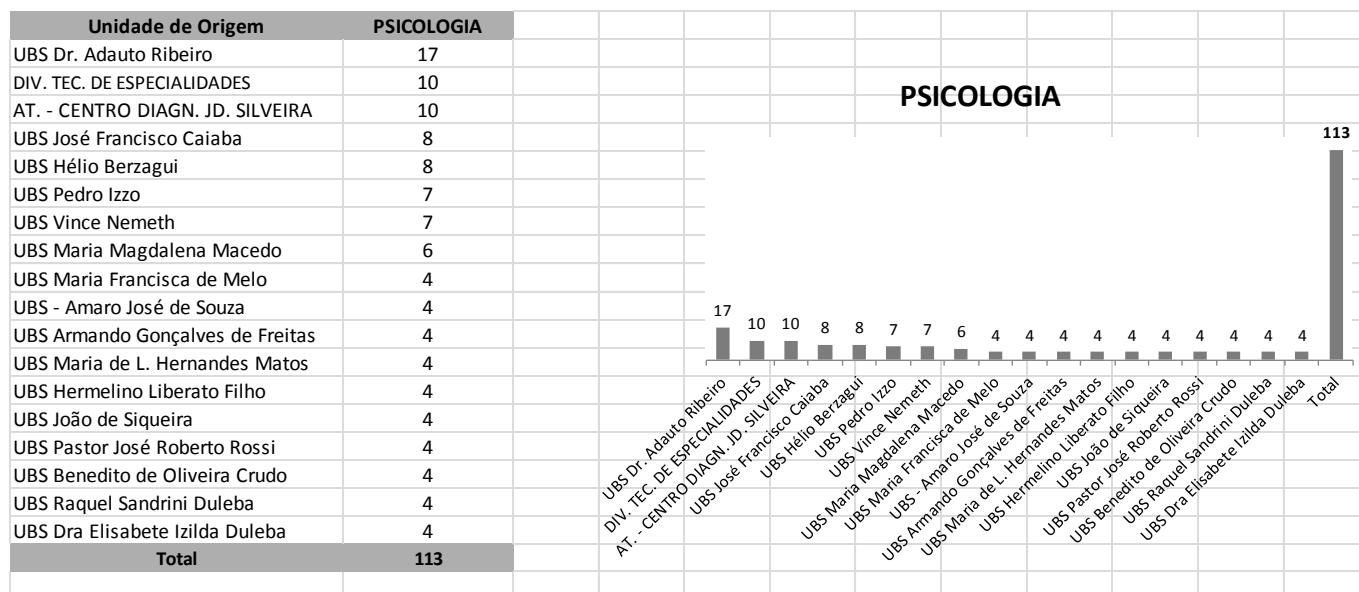 Unidade de Origem PSICOLOGIA
UBS Dr. Adauto Ribeiro 17
DIV. TEC. DE ESPECIALIDADES 10
AT. - CENTRO DIAGN. JD. SILVEIRA 10
UBS José Francisco Caiaba 8
UBS Hélio Berzagui 8
UBS Pedro Izzo 7
UBS Vince Nemeth 7
UBS Maria Magdalena Macedo 6
UBS Maria Francisca de Melo 4
UBS - Amaro José de Souza 4
UBS Armando Gonçalves de Freitas 4
UBS Maria de L. Hernandes Matos 4
UBS Hermelino Liberato Filho 4
UBS João de Siqueira 4
UBS Pastor José Roberto Rossi 4
UBS Benedito de Oliveira Crudo 4
UBS Raquel Sandrini Duleba 4
UBS Dra Elisabete Izilda Duleba 4
Total 113
PSICOLOGIA
17 10 10 8 8 7 7 6 4 4 4 4 4 4 4 4 4 4 113
UBS Dr. Adauto Ribeiro
DIV. TEC. DE ESPECIALIDADES
AT. - CENTRO DIAGN. JD. SILVEIRA
UBS José Francisco Caiaba
UBS Hélio Berzagui
UBS Pedro Izzo
UBS Vince Nemeth
UBS Maria Magdalena Macedo
UBS Maria Francisca de Melo
UBS - Amaro José de Souza
UBS Armando Gonçalves de Freitas
UBS Maria de L. Hernandes Matos
UBS Hermelino Liberato Filho
UBS João de Siqueira
UBS Pastor José Roberto Rossi
UBS Benedito de Oliveira Crudo
UBS Raquel Sandrini Duleba
UBS Dra Elisabete Izilda Duleba
Total